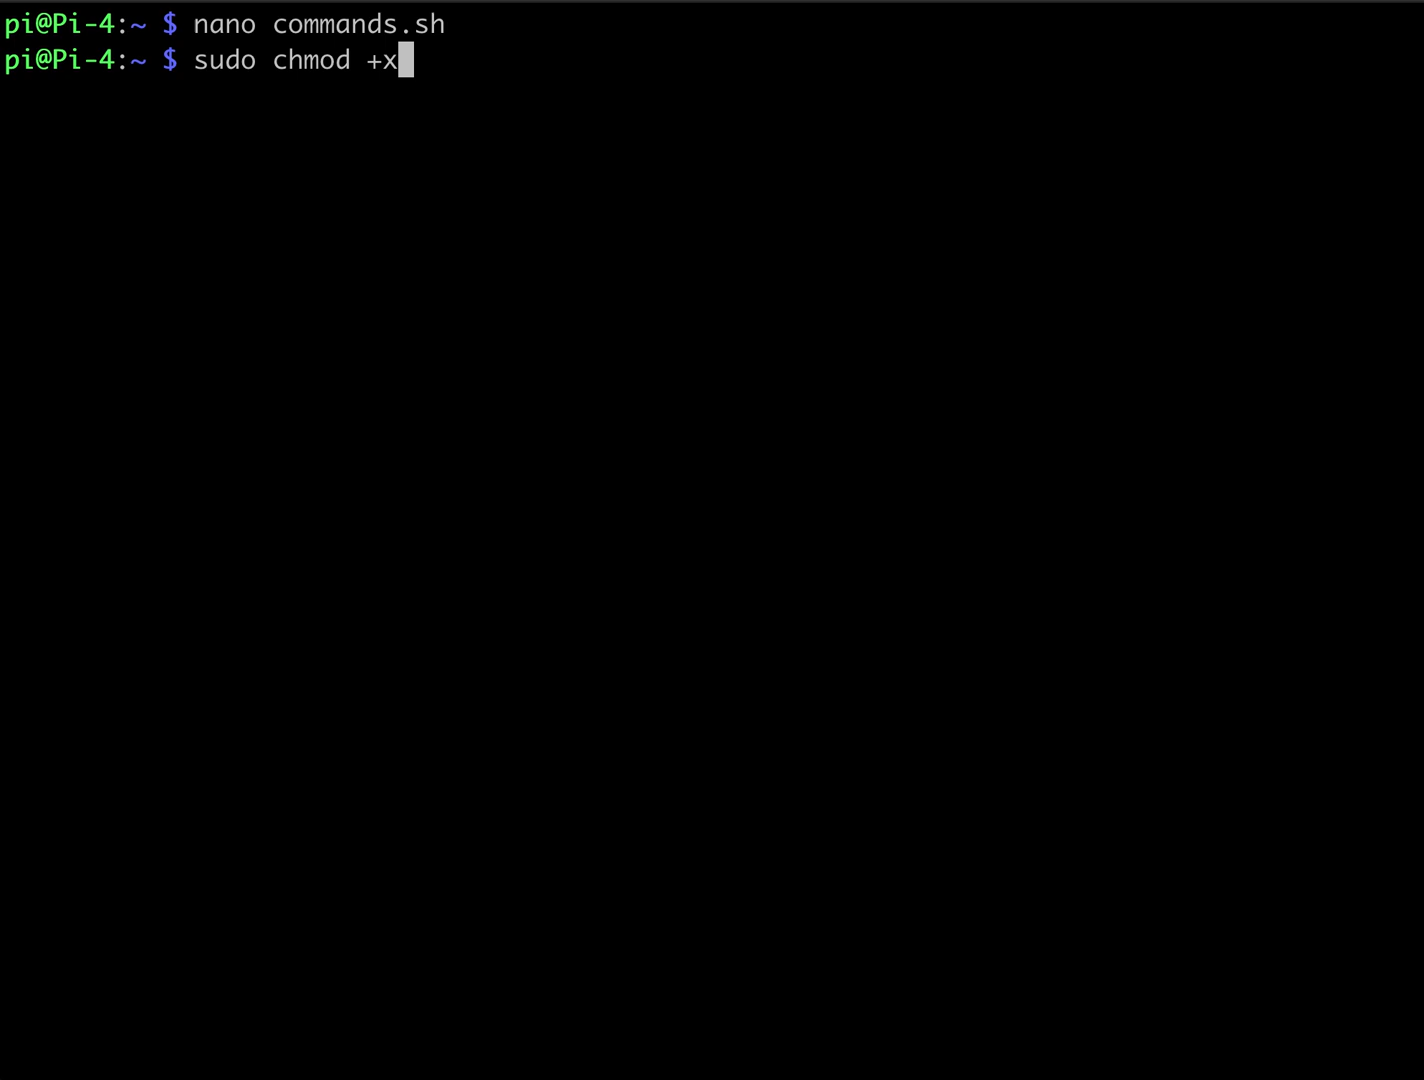 pi@Pi-4:~ $ nano commands.sh
pi@Pi-4:~ $ sudo chmod +x